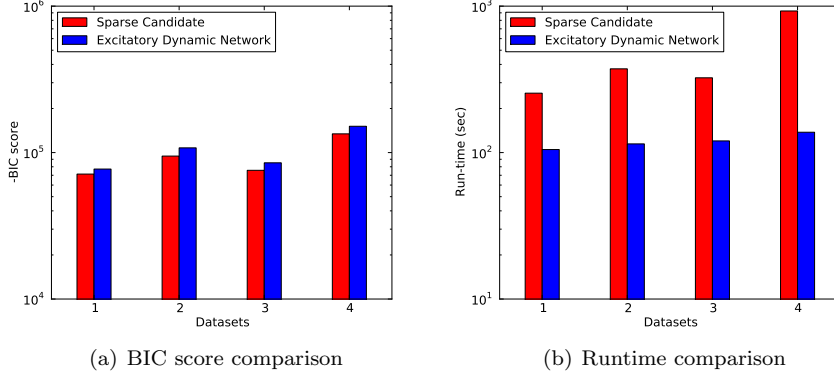 10^6
Sparse Candidate
Excitatory Dynamic Network
10^5
-BIC score
10^4
1 2 3 4
Datasets
(a) BIC score comparison
10^3
Sparse Candidate
Excitatory Dynamic Network
10^2
Run-time (sec)
10^1
1 2 3 4
Datasets
(b) Runtime comparison